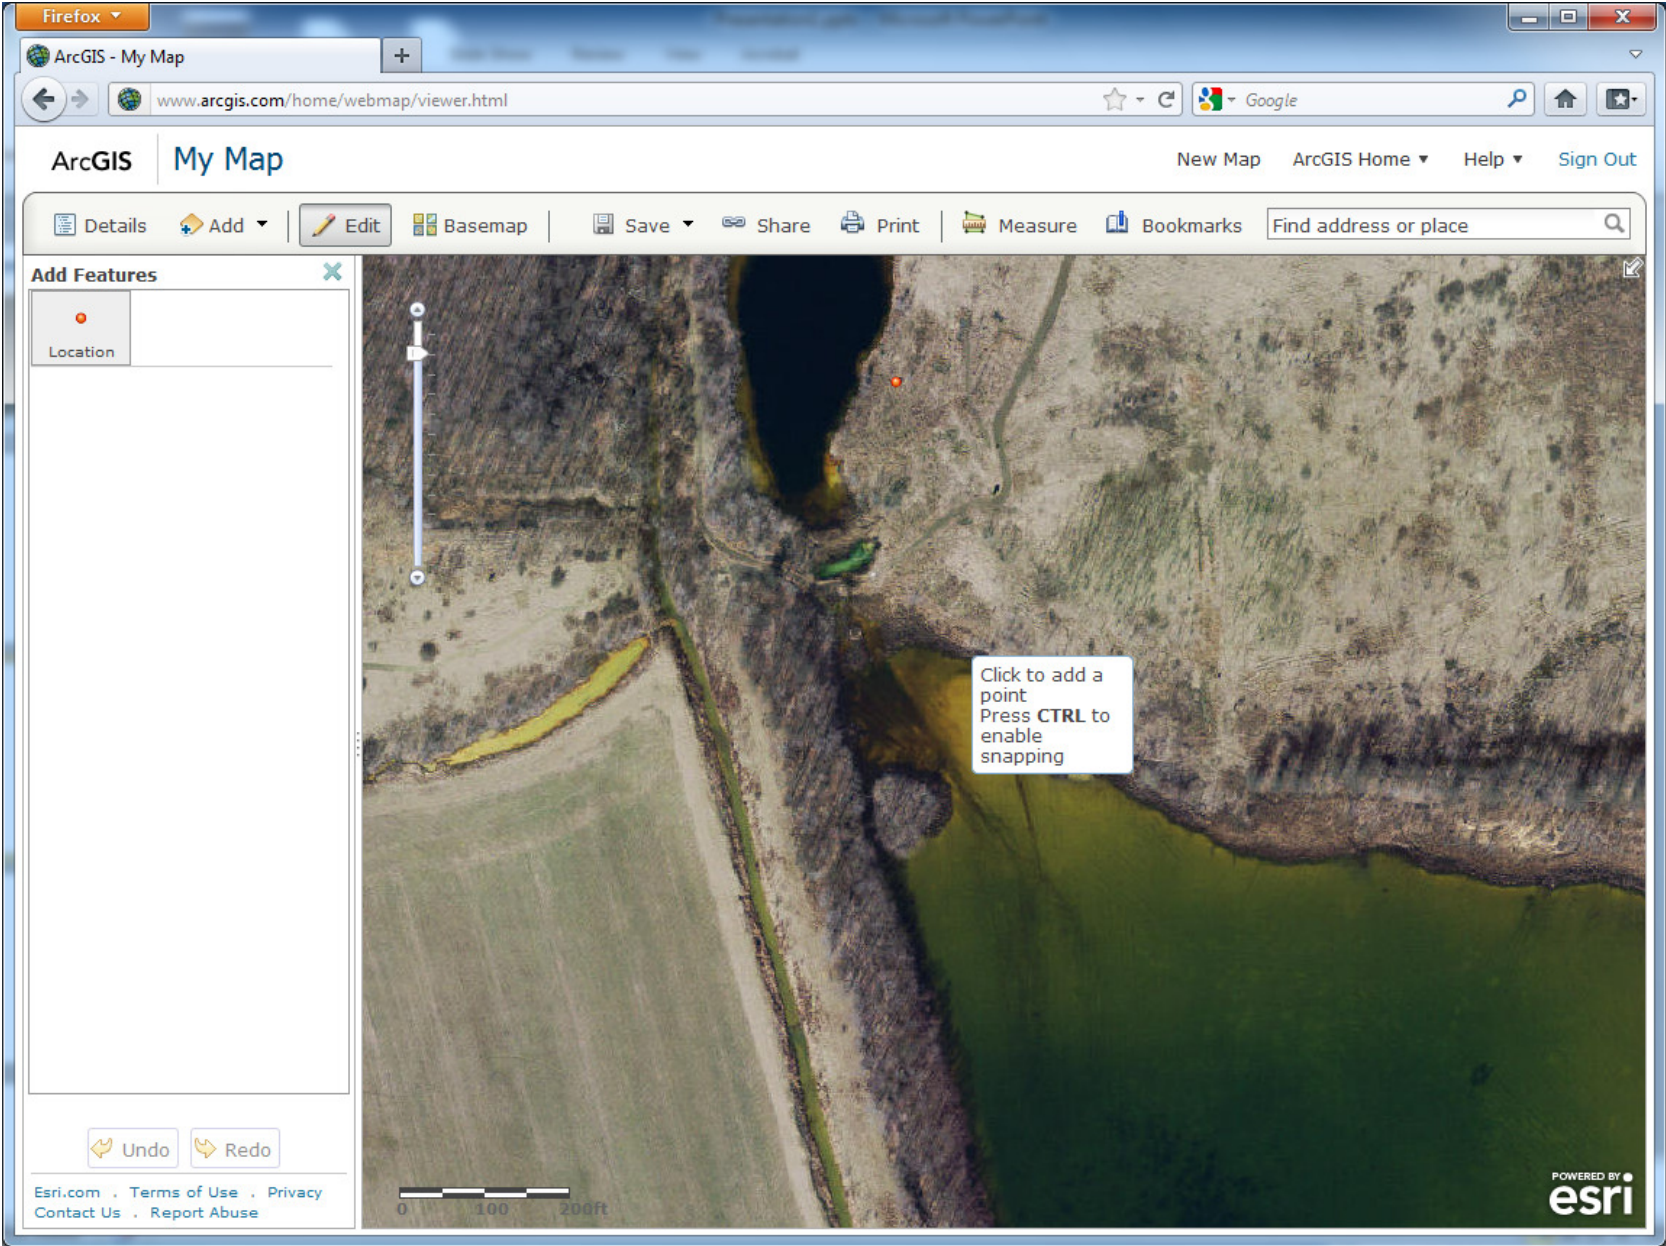 Firefox
ArcGIS - My Map
www.arcgis.com/home/webmap/viewer.html
Google
ArcGIS My Map
New Map ArcGIS Home Help Sign Out
Details Add Edit Basemap Save Share Print Measure Bookmarks Find address or place
Add Features
Location
Click to add a
point
Press CTRL to
enable
snapping
Undo Redo
Esri.com . Terms of Use . Privacy
Contact Us . Report Abuse
0 100 200ft
POWERED BY
esri